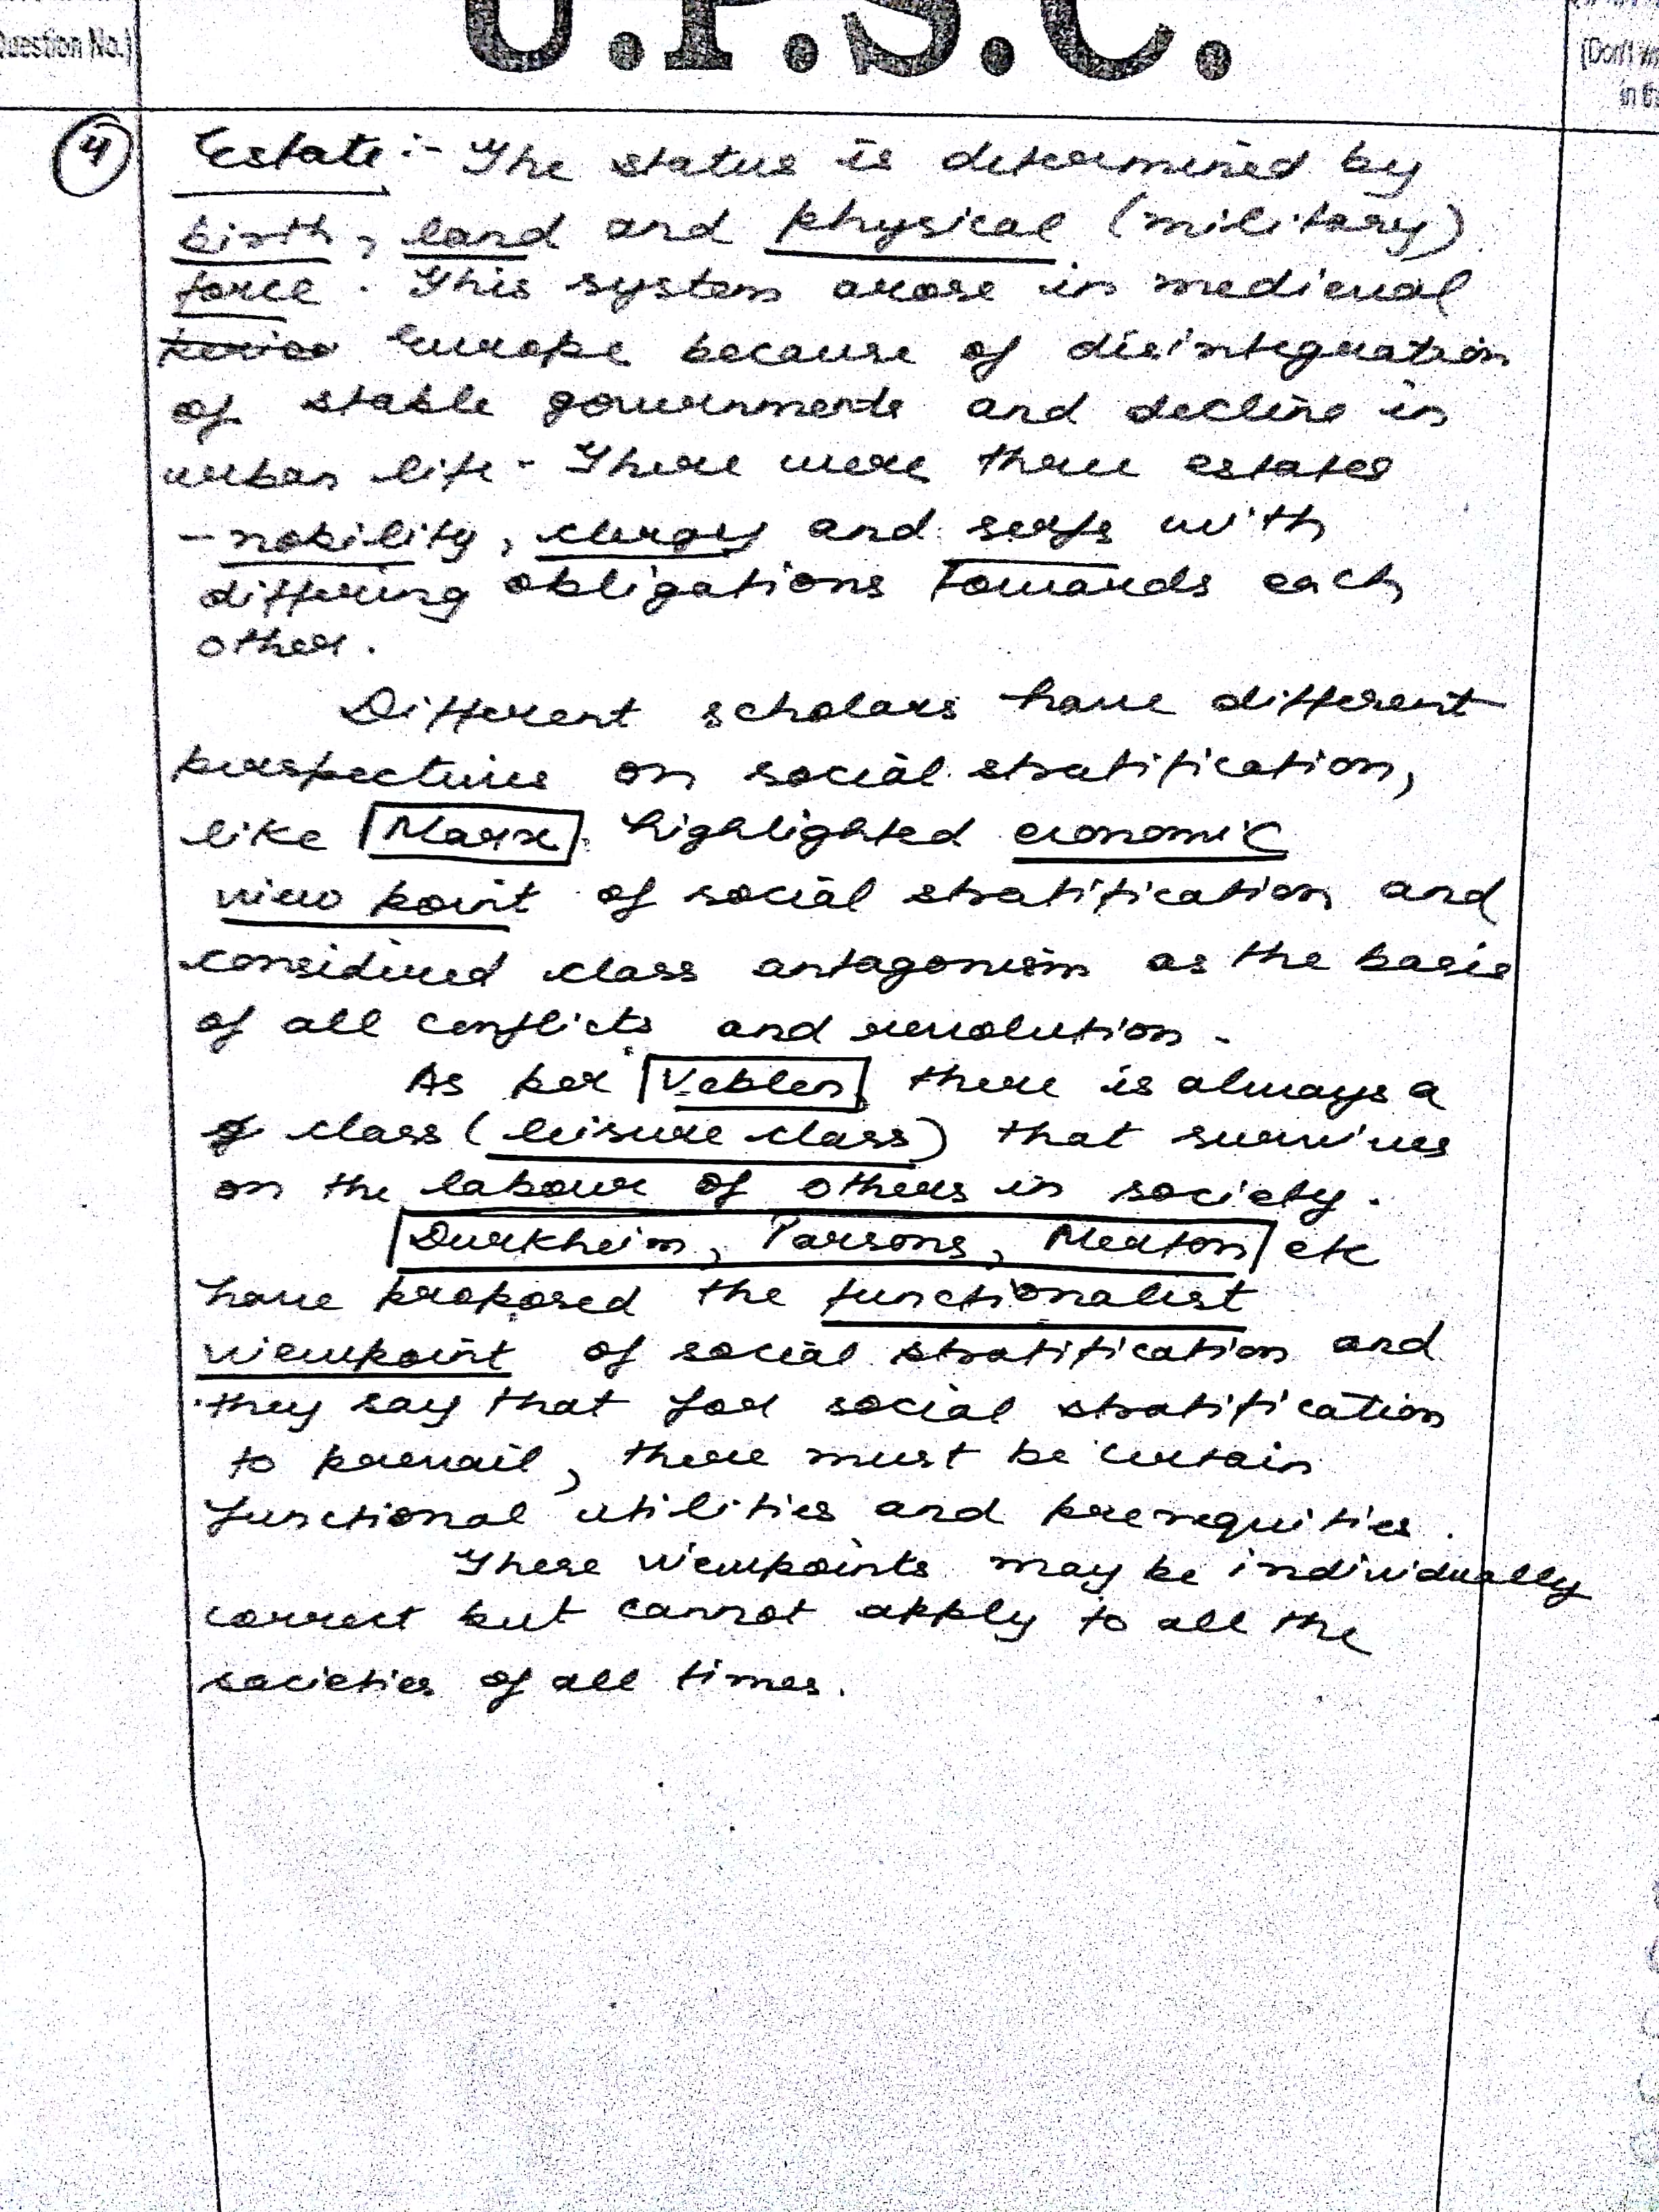 U.P.S.C.
Question No.)
(Don't
in
4 Estate :- The status is determined by
birth, land and physical (military)
force. This system arose in medieval
Europe because of disintegration
of stable governments and decline in
urban life. There were three estates
- nobility, clergy and serfs with
differing obligations towards each
other.
Different scholars have different
perspectives on social stratification,
like Marx highlighted economic
view point of social stratification and
considered class antagonism as the basis
of all conflicts and revolution.
As per Veblen there is always a
class (leisure class) that survives
on the labour of others in society.
Durkheim, Parsons, Merton etc
have proposed the functionalist
viewpoint of social stratification and
they say that for social stratification
to prevail, there must be certain
functional utilities and prerequities.
These viewpoints may be individually
correct but cannot apply to all the
societies of all times.